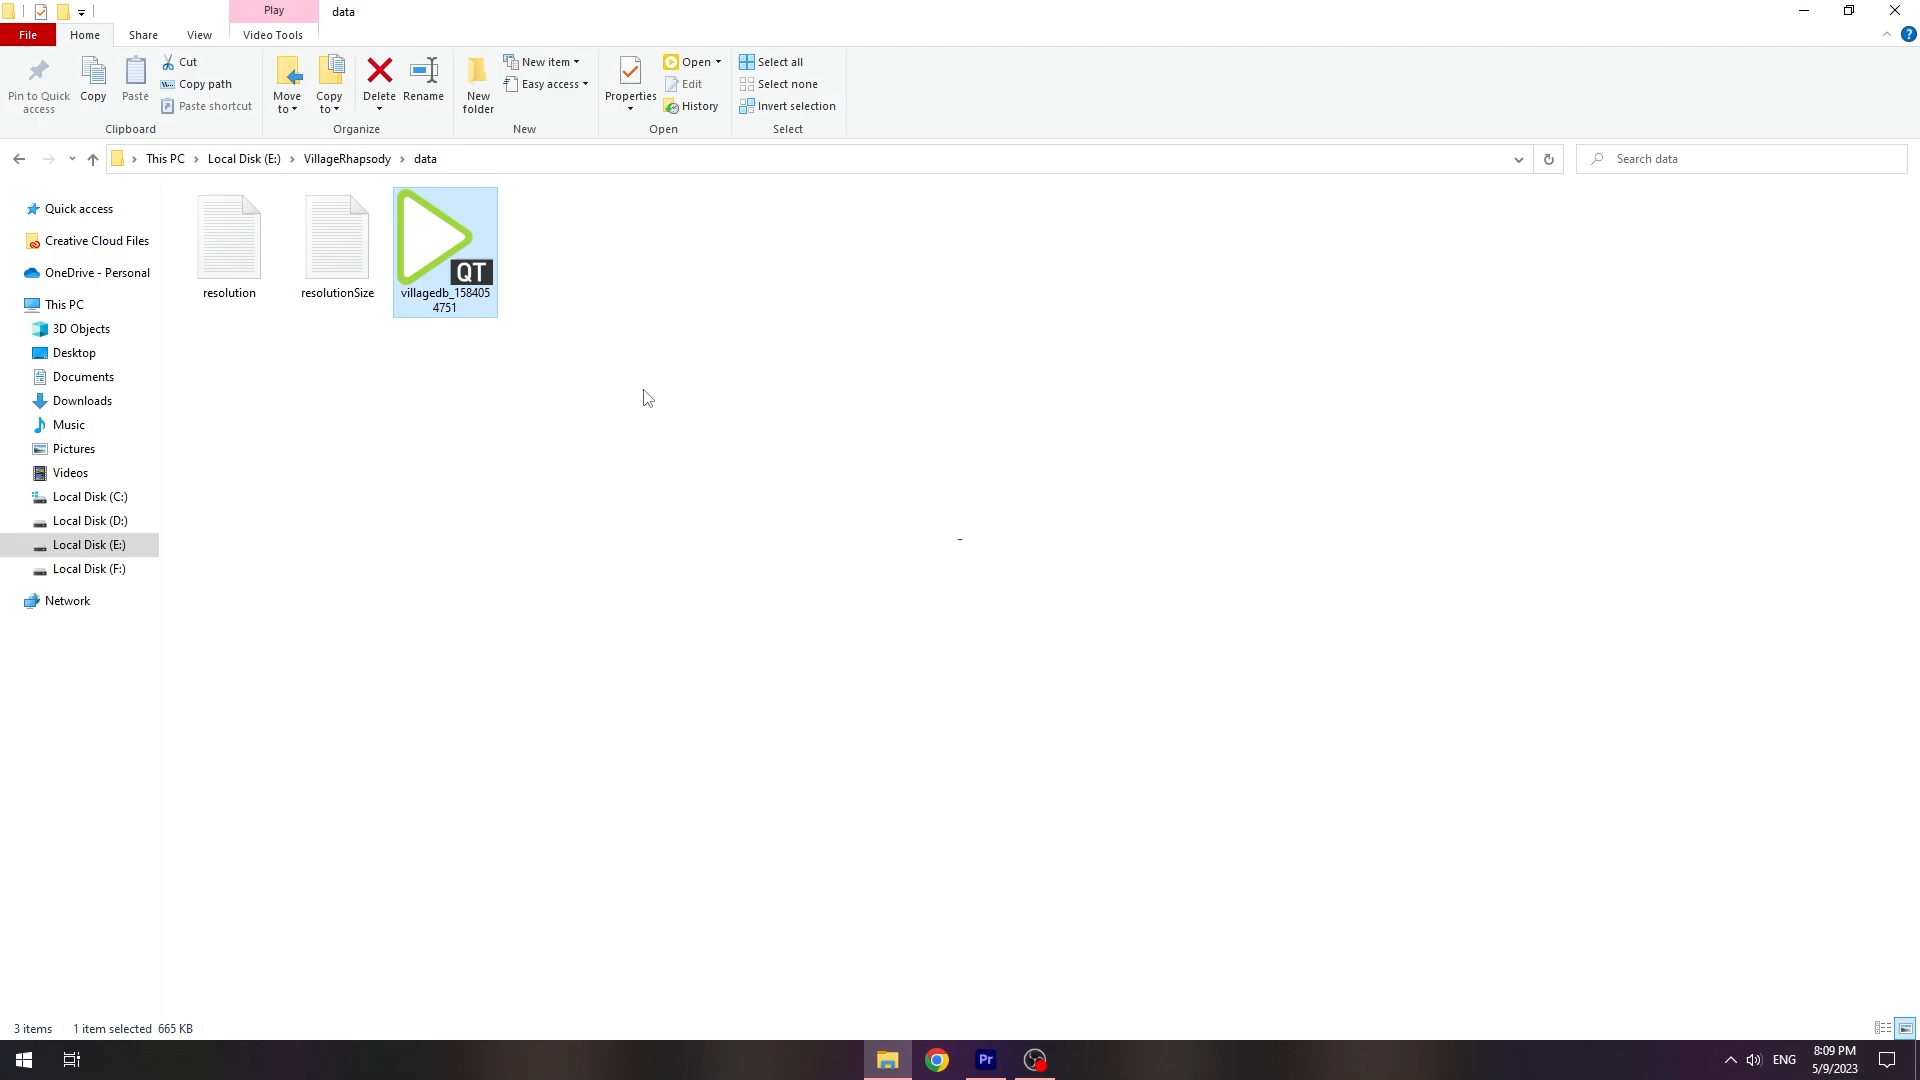 Play
data
File
Home
Share
View
Video Tools
Pin to Quick
access
Copy
Paste
Cut
Copy path
Paste shortcut
Clipboard
Move
to
Copy
to
Delete
Rename
Organize
New
folder
New item
Easy access
New
Properties
Open
Edit
History
Open
Select all
Select none
Invert selection
Select
This PC
Local Disk (E:)
VillageRhapsody
data
Search data
Quick access
Creative Cloud Files
OneDrive - Personal
This PC
3D Objects
Desktop
Documents
Downloads
Music
Pictures
Videos
Local Disk (C:)
Local Disk (D:)
Local Disk (E:)
Local Disk (F:)
Network
resolution
resolutionSize
QT
villagedb_158405
4751
3 items
1 item selected 665 KB
Pr
ENG
8:09 PM
5/9/2023